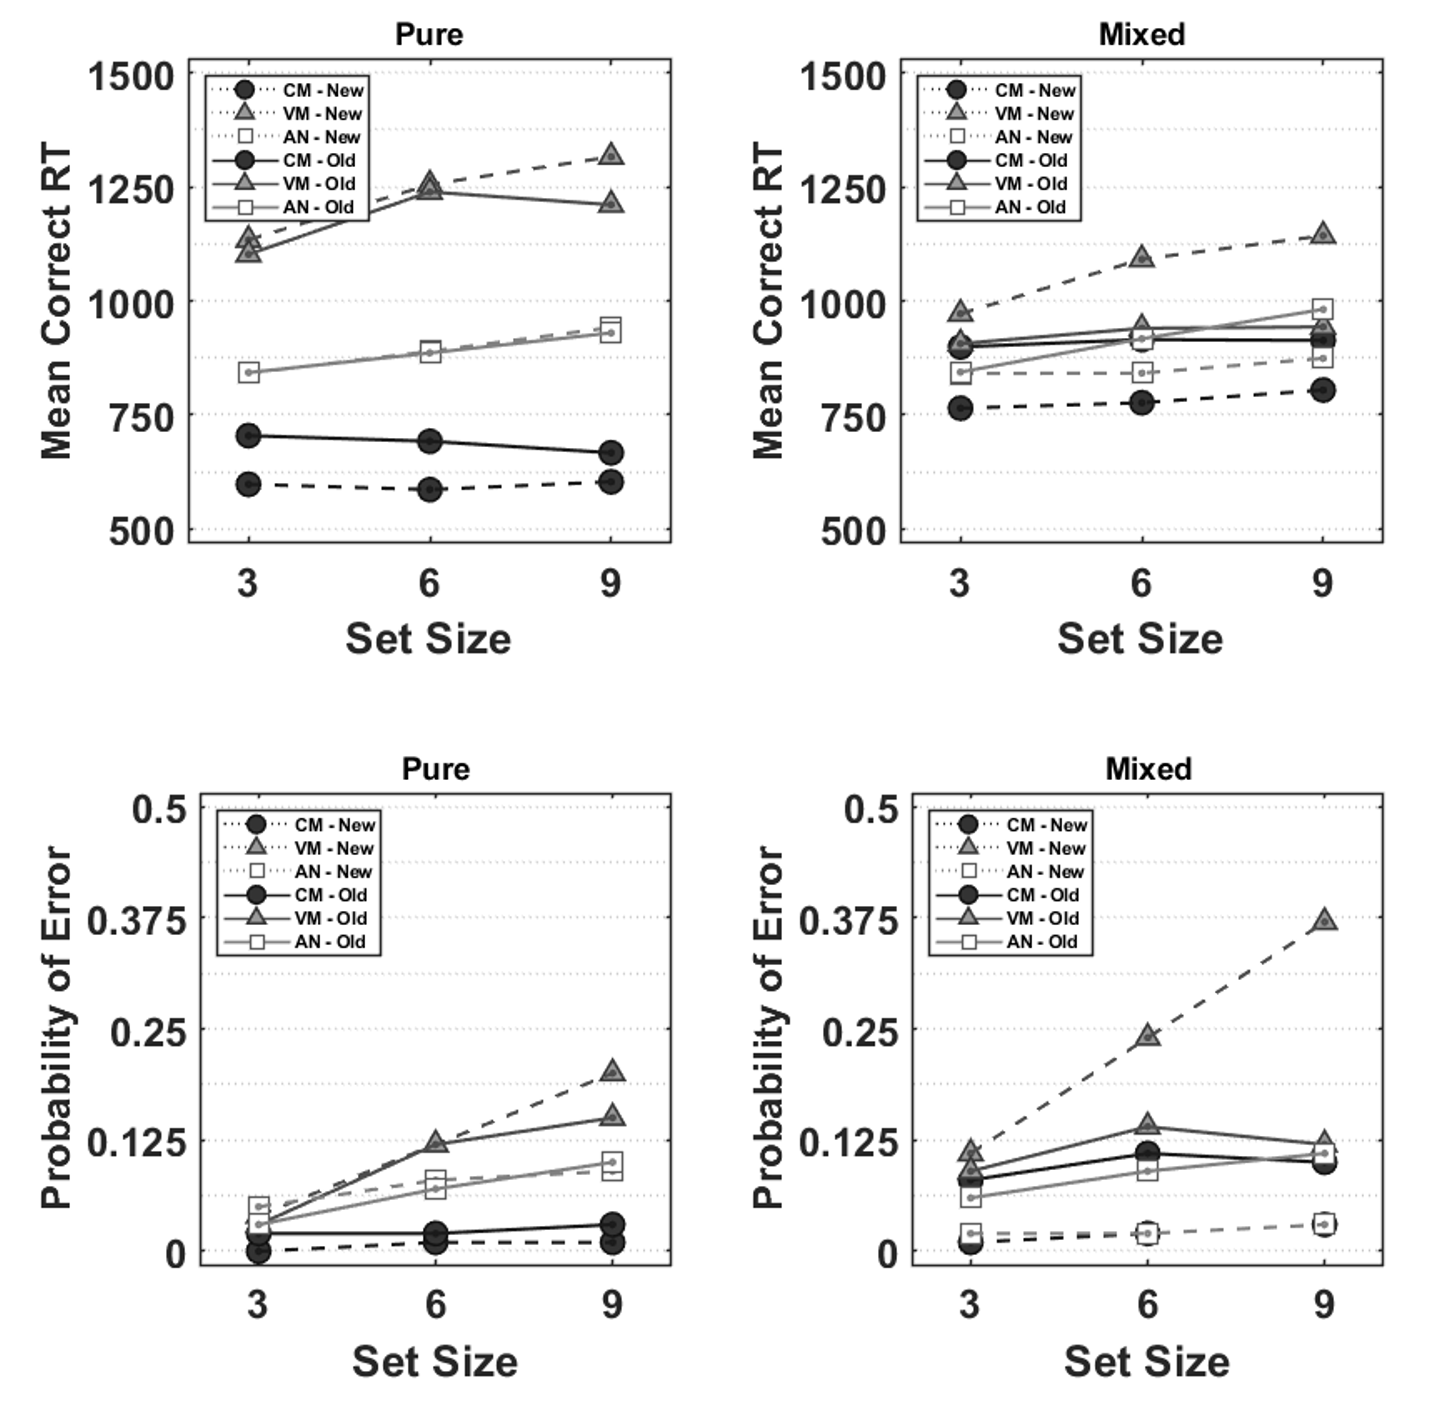 Pure
1500
1250
1000
750
500
Mean Correct RT
CM - New
VM - New
AN - New
CM - Old
VM - Old
AN - Old
3 6 9
Set Size
Mixed
1500
1250
1000
750
500
Mean Correct RT
CM - New
VM - New
AN - New
CM - Old
VM - Old
AN - Old
3 6 9
Set Size
Pure
0.5
0.375
0.25
0.125
0
Probability of Error
CM - New
VM - New
AN - New
CM - Old
VM - Old
AN - Old
3 6 9
Set Size
Mixed
0.5
0.375
0.25
0.125
0
Probability of Error
CM - New
VM - New
AN - New
CM - Old
VM - Old
AN - Old
3 6 9
Set Size